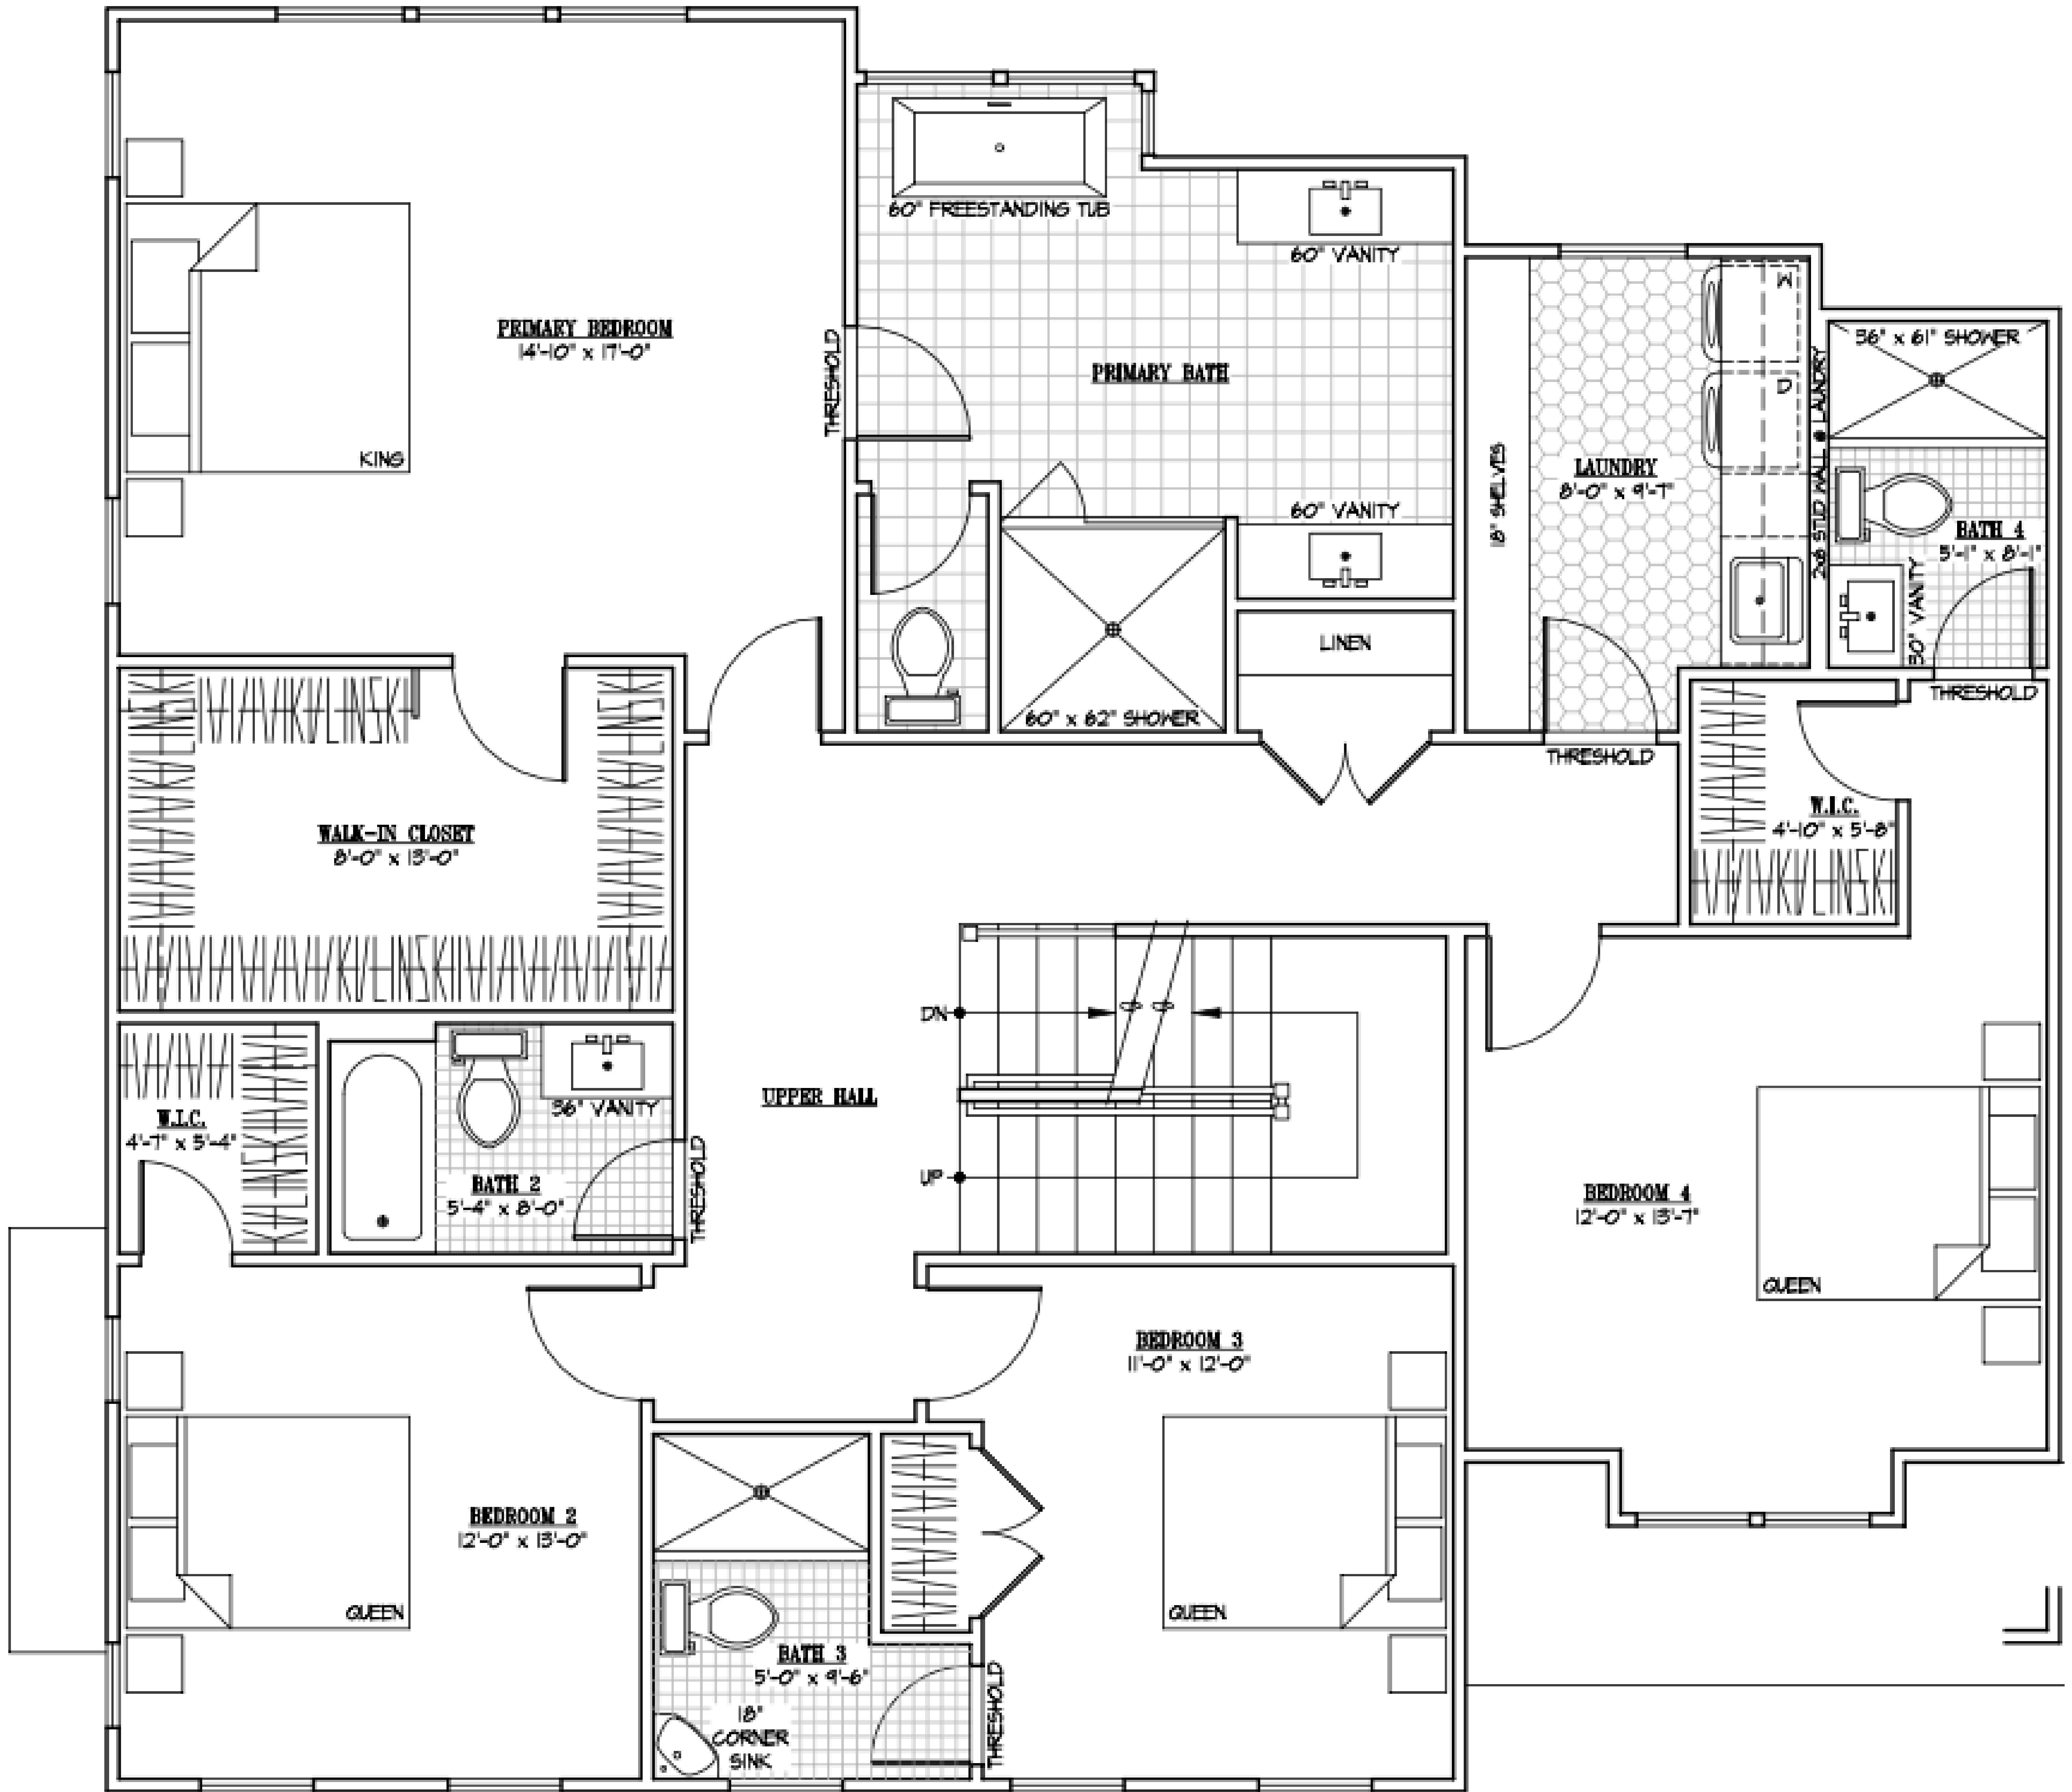 60" FREESTANDING TUB
60" VANITY
PRIMARY BEDROOM
14'-10" x 17'-0"
KING
THRESHOLD
PRIMARY BATH
60" VANITY
60" x 62" SHOWER
LINEN
18" SHELVES
LAUNDRY
8'-0" x 9'-7"
W
D
2x8 STUD WALL @ LAUNDRY
36" x 61" SHOWER
BATH 4
5'-1" x 8'-1"
30" VANITY
THRESHOLD
THRESHOLD
W.I.C.
4'-10" x 5'-8"
WALK-IN CLOSET
8'-0" x 13'-0"
W.I.C.
4'-7" x 5'-4"
36" VANITY
BATH 2
5'-4" x 8'-0"
THRESHOLD
UPPER HALL
DN
UP
BEDROOM 4
12'-0" x 13'-7"
QUEEN
BEDROOM 3
11'-0" x 12'-0"
QUEEN
BEDROOM 2
12'-0" x 13'-0"
QUEEN
BATH 3
5'-0" x 9'-6"
18"
CORNER
SINK
THRESHOLD